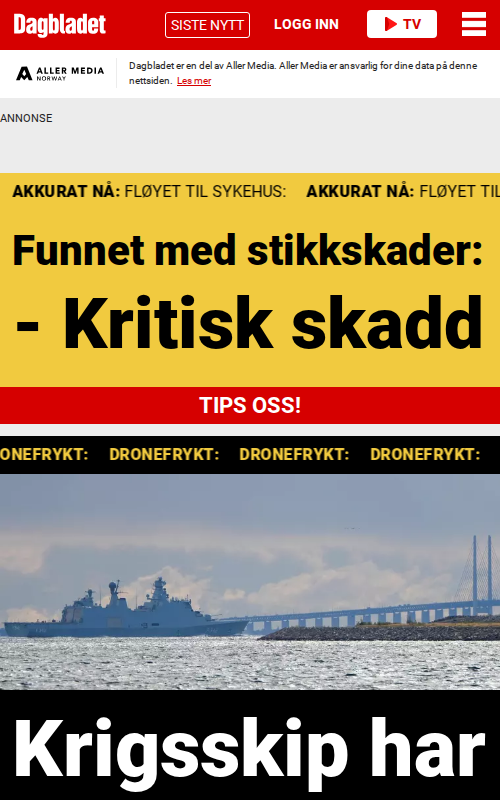 Dagbladet
SISTE NYTT
LOGG INN
TV
ALLER MEDIA
NORWAY
Dagbladet er en del av Aller Media. Aller Media er ansvarlig for dine data på denne
nettsiden. Les mer
ANNONSE
AKKURAT NÅ: FLØYET TIL SYKEHUS: AKKURAT NÅ: FLØYET TIL
Funnet med stikkskader:
- Kritisk skadd
TIPS OSS!
ONEFRYKT: DRONEFRYKT: DRONEFRYKT: DRONEFRYKT:
Krigsskip har